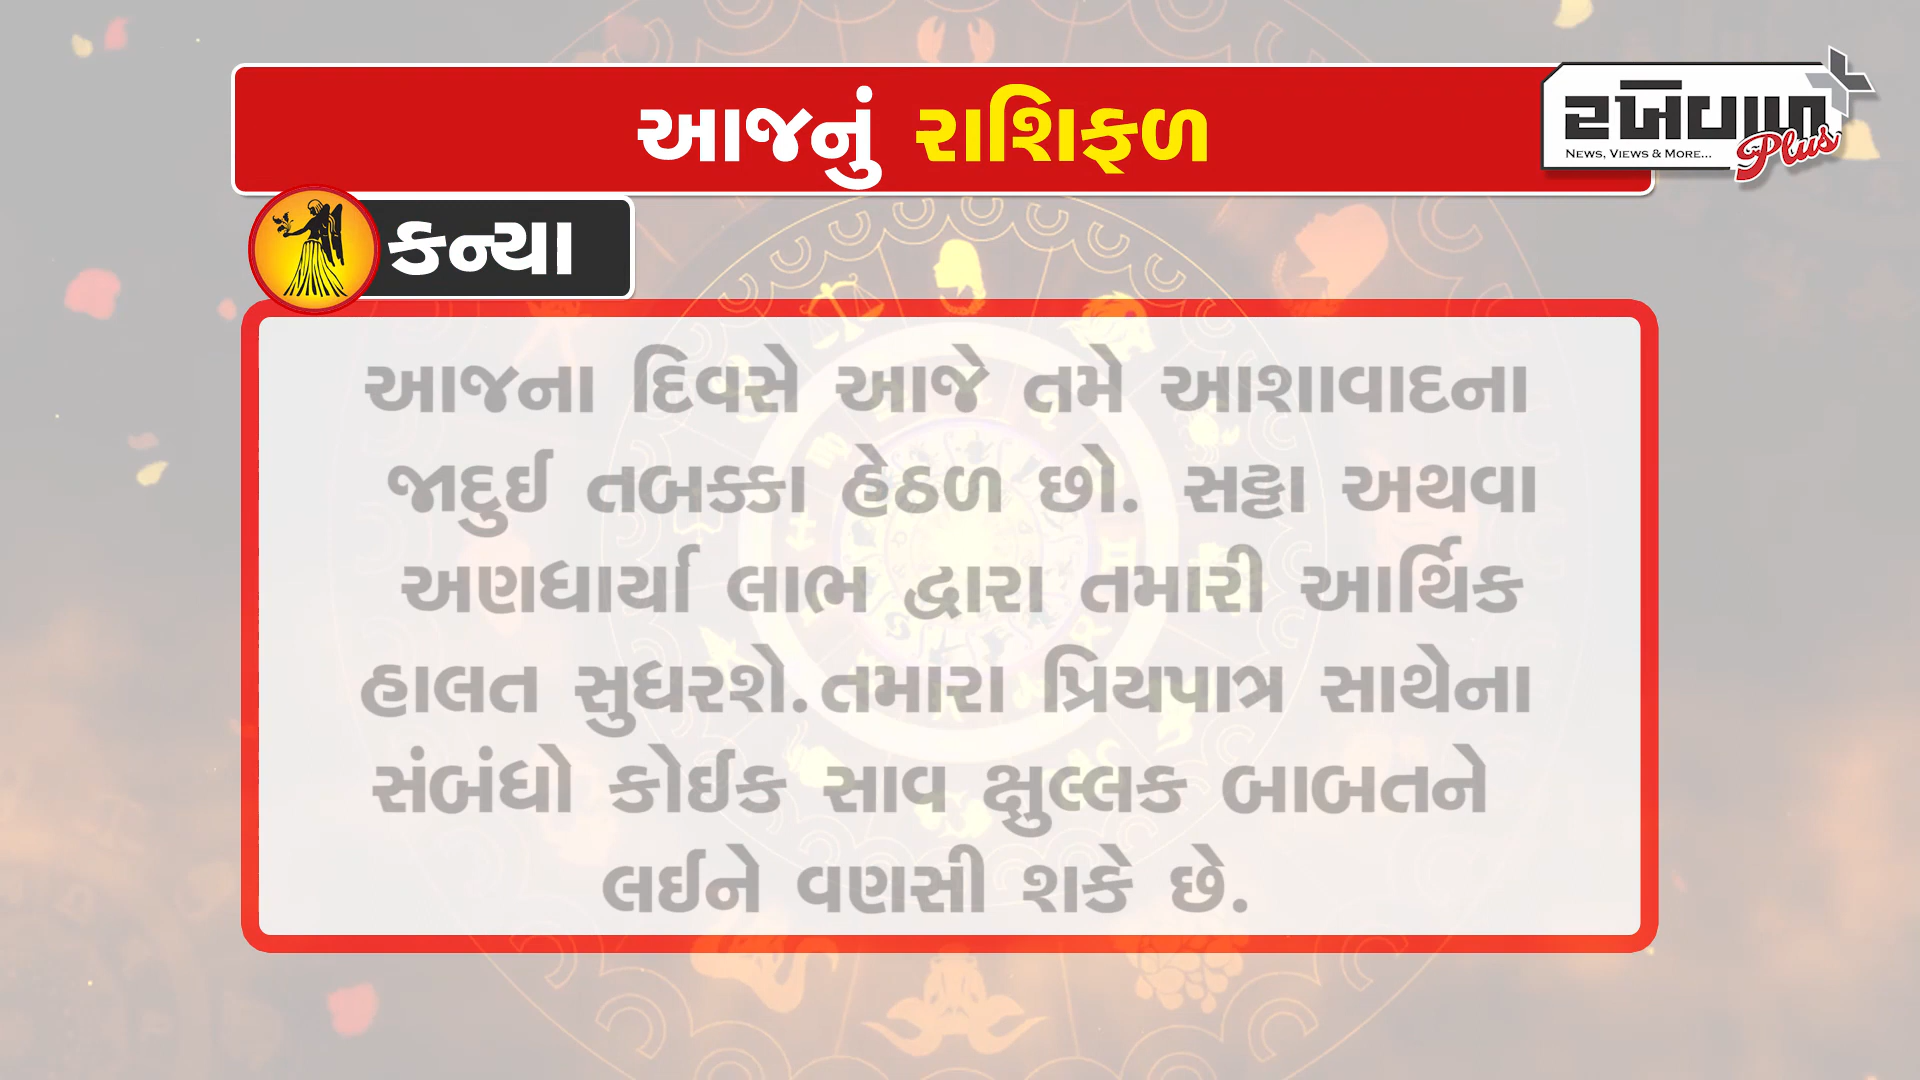 આજનું રાશિફળ
રખેવાળ
NEWS, VIEWS & MORE...
Plus
કન્યા
આજના દિવસે આજે તમે આશાવાદના
જાદુઈ તબક્કા હેઠળ છો. સટ્ટા અથવા
અણધાર્યા લાભ દ્વારા તમારી આર્થિક
હાલત સુધરશે.તમારા પ્રિયપાત્ર સાથેના
સંબંધો કોઈક સાવ ક્ષુલ્લક બાબતને
લઈને વણસી શકે છે.